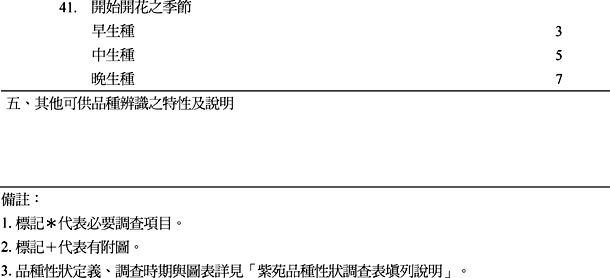 41. 開始開花之季節
早生種 3
中生種 5
晚生種 7
五、其他可供品種辨識之特性及說明
備註：
1. 標記＊代表必要調查項目。
2. 標記＋代表有附圖。
3. 品種性狀定義、調查時期與圖表詳見「紫苑品種性狀調查表填列說明」。